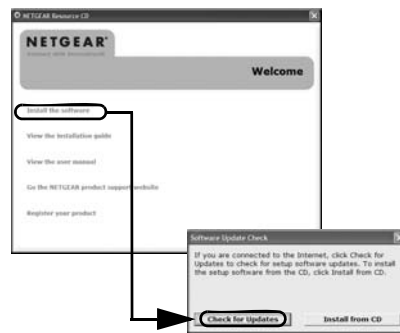 NETGEAR Resource CD
NETGEAR®
Welcome
Install the software
View the installation guide
View the user manual
Go the NETGEAR product support website
Register your product
Software Update Check
If you are connected to the Internet, click Check for
Updates to check for setup software updates. To install
the setup software from the CD, click Install from CD.
Check for Updates
Install from CD